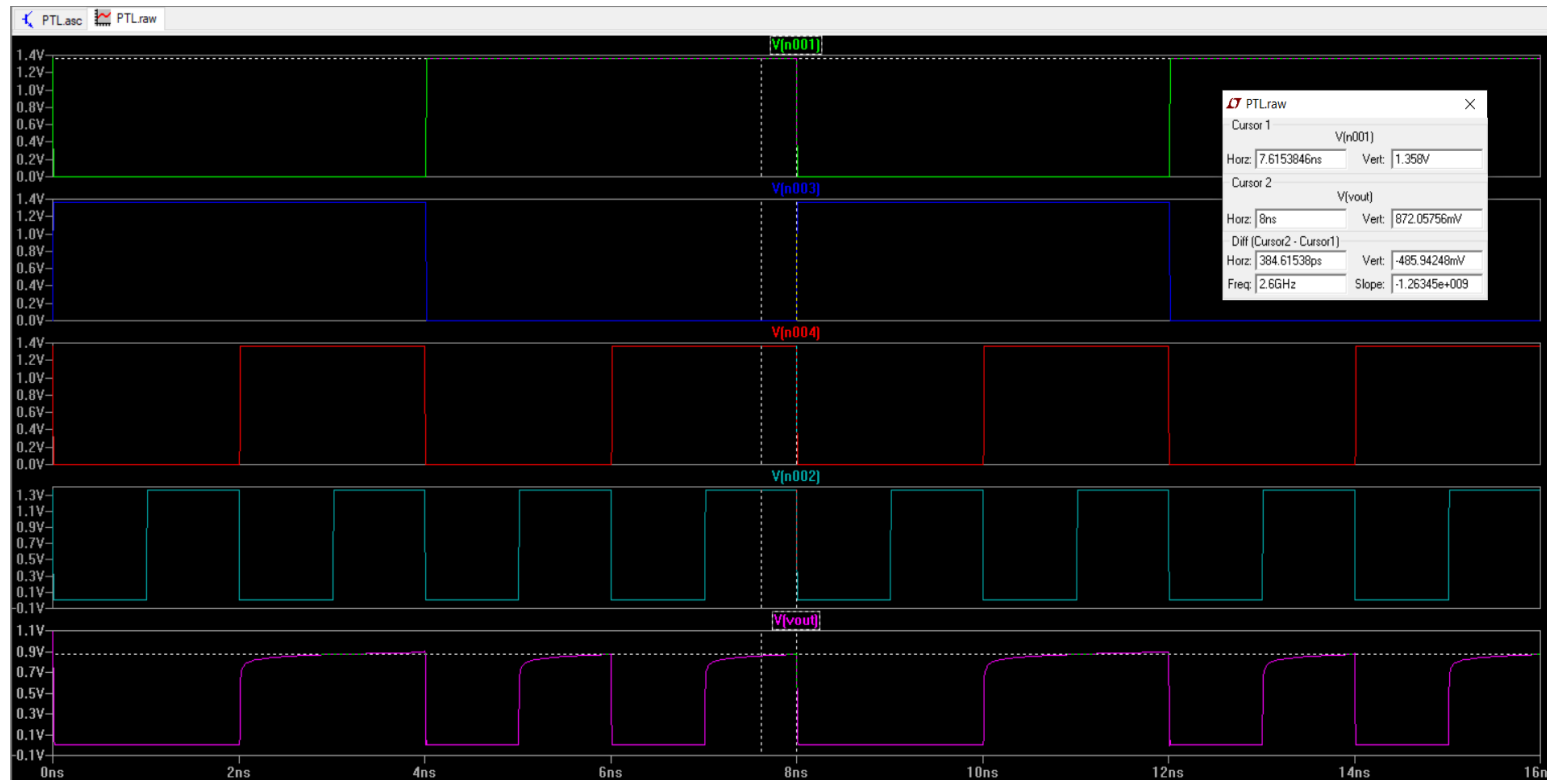 PTL.asc PTL.raw
V(n001)
1.4V
1.2V
1.0V
0.8V
0.6V
0.4V
0.2V
0.0V
PTL.raw
Cursor 1
V(n001)
Horz: 7.6153846ns Vert: 1.358V
Cursor 2
V(vout)
Horz: 8ns Vert: 872.05756mV
Diff (Cursor2 - Cursor1)
Horz: 384.61538ps Vert: -485.94248mV
Freq: 2.6GHz Slope: -1.26345e+009
V(n003)
1.4V
1.2V
1.0V
0.8V
0.6V
0.4V
0.2V
0.0V
V(n004)
1.4V
1.2V
1.0V
0.8V
0.6V
0.4V
0.2V
0.0V
V(n002)
1.3V
1.1V
0.9V
0.7V
0.5V
0.3V
0.1V
-0.1V
V(vout)
1.1V
0.9V
0.7V
0.5V
0.3V
0.1V
-0.1V
0ns 2ns 4ns 6ns 8ns 10ns 12ns 14ns